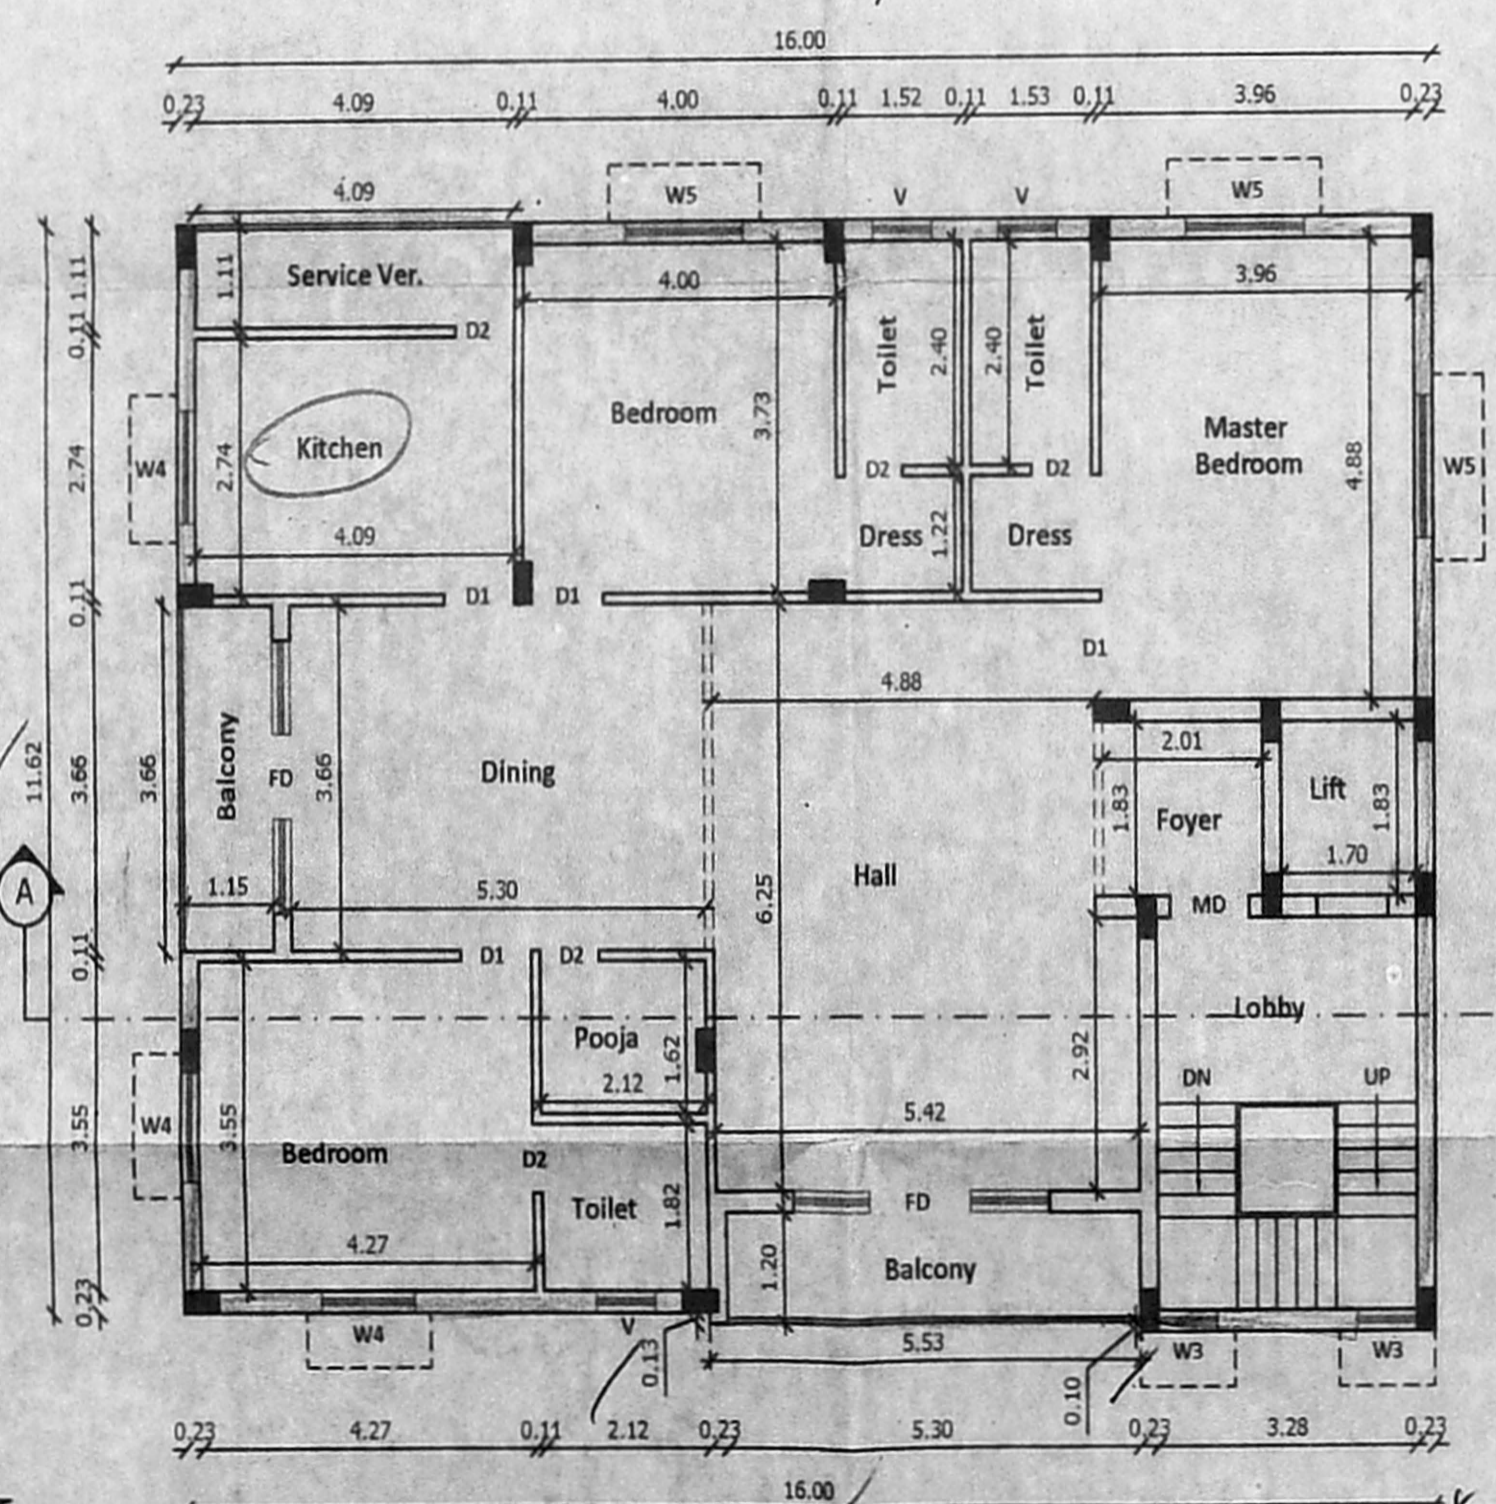 16.00
0.23 4.09 0.11 4.00 0.11 1.52 0.11 1.53 0.11 3.96 0.23
4.09 W5 V V W5
1.11 Service Ver. 4.00 3.96
1.11
0.11 D2
Toilet 2.40 2.40 Toilet
Bedroom 3.73
Master
Bedroom
4.88
Kitchen
W4 2.74 2.74
W5
D2 D2
4.09 Dress 1.22 Dress
0.11 D1 D1
D1
4.88
2.01
11.62 3.66 3.66 Balcony FD 3.66 Dining
Lift
1.83 Foyer 1.83
1.70
Hall
A 1.15 5.30 6.25
MD
0.11 D1 D2
Lobby
Pooja 1.62
2.92
2.12
DN UP
W4 3.55 3.55 5.42
Bedroom D2
Toilet 1.82 FD
4.27 1.20 Balcony
0.23
W4 V 0.13 5.53 0.10 W3 W3
0.23 4.27 0.11 2.12 0.23 5.30 0.23 3.28 0.23
16.00